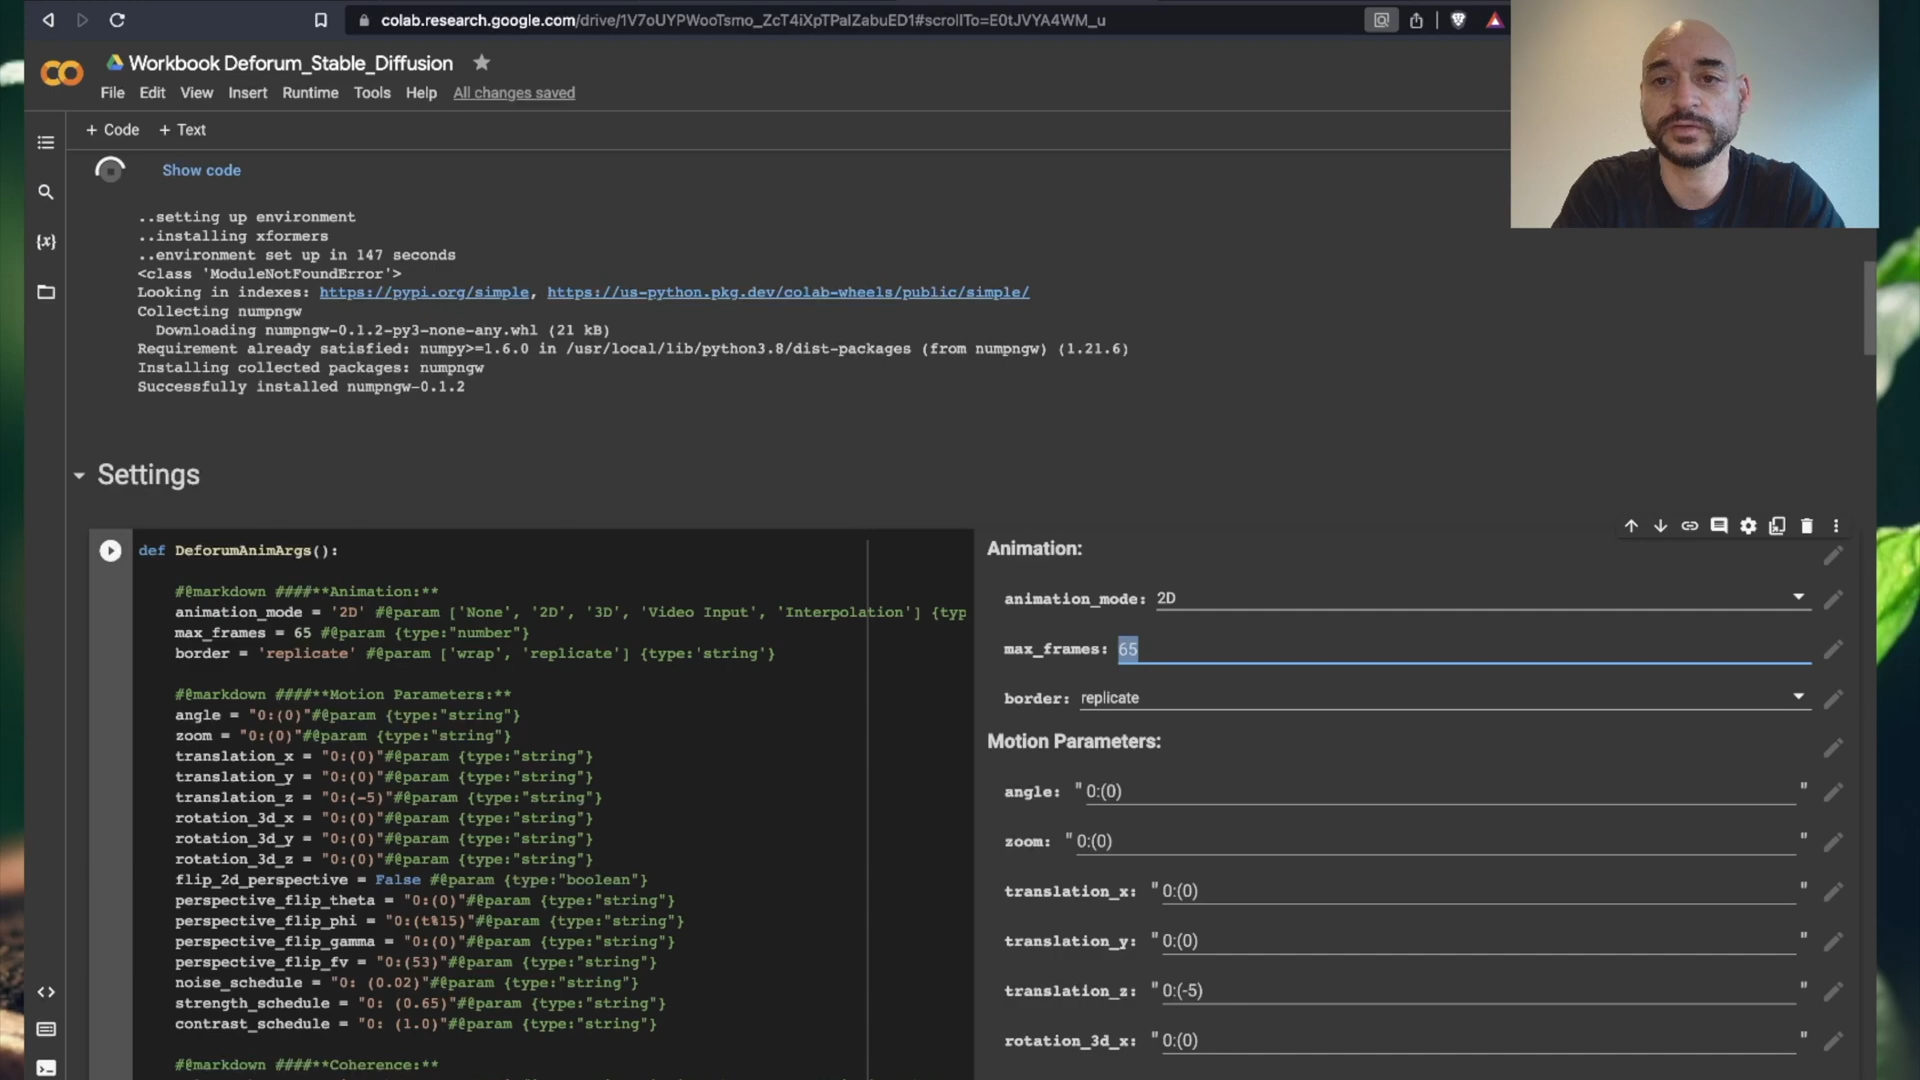 colab.research.google.com/drive/1V7oUYPWooTsmo_ZcT4iXpTPaIZabuED1#scrollTo=E0tJVYA4WM_u
Workbook Deforum_Stable_Diffusion
File Edit View Insert Runtime Tools Help All changes saved
+ Code + Text
Show code
..setting up environment
..installing xformers
..environment set up in 147 seconds
<class 'ModuleNotFoundError'>
Looking in indexes: https://pypi.org/simple, https://us-python.pkg.dev/colab-wheels/public/simple/
Collecting numpngw
Downloading numpngw-0.1.2-py3-none-any.whl (21 kB)
Requirement already satisfied: numpy>=1.6.0 in /usr/local/lib/python3.8/dist-packages (from numpngw) (1.21.6)
Installing collected packages: numpngw
Successfully installed numpngw-0.1.2
Settings
def DeforumAnimArgs():
#@markdown ####**Animation:**
animation_mode = '2D' #@param ['None', '2D', '3D', 'Video Input', 'Interpolation'] {typ
max_frames = 65 #@param {type:"number"}
border = 'replicate' #@param ['wrap', 'replicate'] {type:'string'}
#@markdown ####**Motion Parameters:**
angle = "0:(0)"#@param {type:"string"}
zoom = "0:(0)"#@param {type:"string"}
translation_x = "0:(0)"#@param {type:"string"}
translation_y = "0:(0)"#@param {type:"string"}
translation_z = "0:(-5)"#@param {type:"string"}
rotation_3d_x = "0:(0)"#@param {type:"string"}
rotation_3d_y = "0:(0)"#@param {type:"string"}
rotation_3d_z = "0:(0)"#@param {type:"string"}
flip_2d_perspective = False #@param {type:"boolean"}
perspective_flip_theta = "0:(0)"#@param {type:"string"}
perspective_flip_phi = "0:(t%15)"#@param {type:"string"}
perspective_flip_gamma = "0:(0)"#@param {type:"string"}
perspective_flip_fv = "0:(53)"#@param {type:"string"}
noise_schedule = "0: (0.02)"#@param {type:"string"}
strength_schedule = "0: (0.65)"#@param {type:"string"}
contrast_schedule = "0: (1.0)"#@param {type:"string"}
#@markdown ####**Coherence:**
Animation:
animation_mode: 2D
max_frames: 65
border: replicate
Motion Parameters:
angle: " 0:(0) "
zoom: " 0:(0) "
translation_x: " 0:(0) "
translation_y: " 0:(0) "
translation_z: " 0:(-5) "
rotation_3d_x: " 0:(0) "